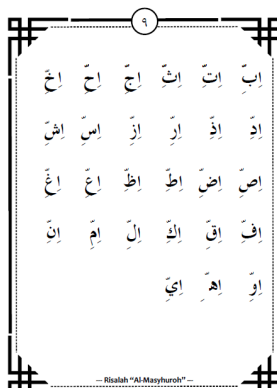 ٩
اِبِّ اِتِّ اِثِّ اِجِّ اِحِّ اِخِّ
اِدِّ اِذِّ اِرِّ اِزِّ اِسِّ اِشِّ
اِصِّ اِضِّ اِطِّ اِظِّ اِعِّ اِغِّ
اِفِّ اِقِّ اِكِّ اِلِّ اِمِّ اِنِّ
اِوِّ اِهِّ اِيِّ
— Risalah “Al-Masyhuroh” —